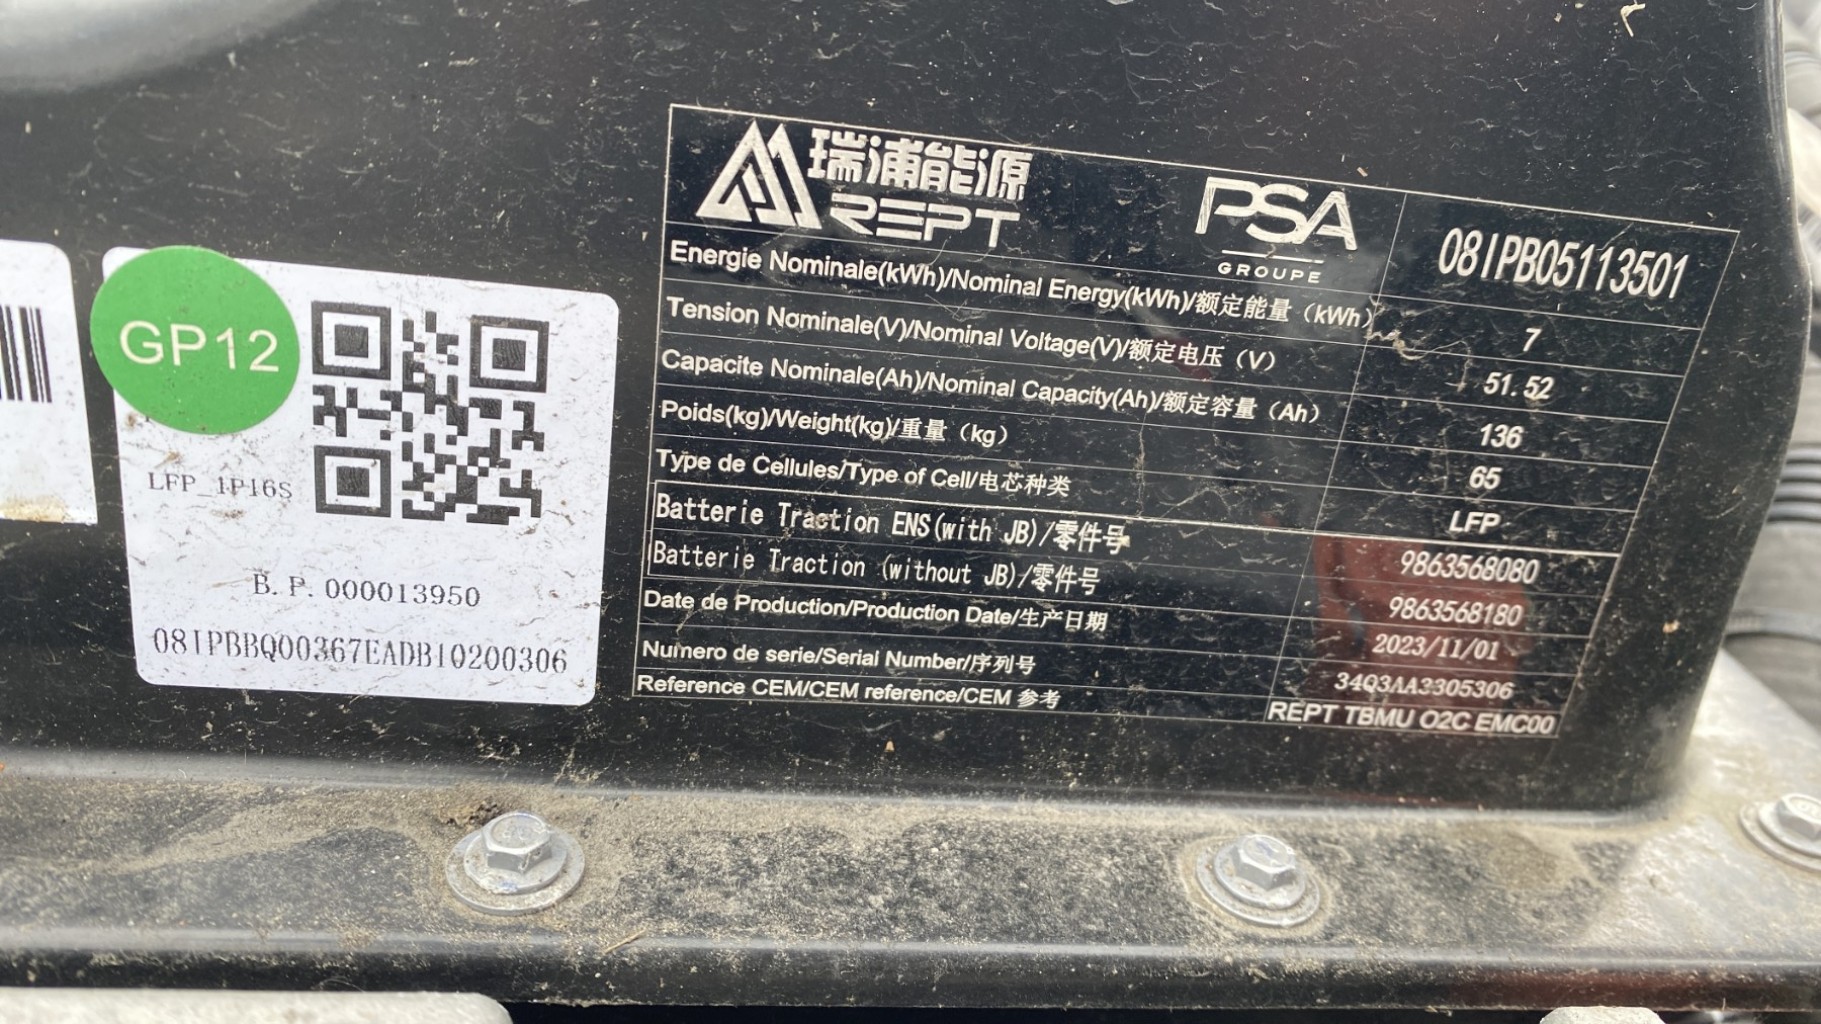 GP12
LFP_1P16S
B. P. 000013950
08IPBBQ00367EADB10200306
瑞浦能源
REPT
PSA
GROUPE
08IPB05113501
Energie Nominale(kWh)/Nominal Energy(kWh)/额定能量（kWh） 7
Tension Nominale(V)/Nominal Voltage(V)/额定电压（V） 51.52
Capacite Nominale(Ah)/Nominal Capacity(Ah)/额定容量（Ah） 136
Poids(kg)/Weight(kg)/重量（kg） 65
Type de Cellules/Type of Cell/电芯种类 LFP
Batterie Traction ENS(with JB)/零件号 9863568080
Batterie Traction (without JB)/零件号 9863568180
Date de Production/Production Date/生产日期 2023/11/01
Numero de serie/Serial Number/序列号 34Q3AA3305306
Reference CEM/CEM reference/CEM 参考 REPT TBMU O2C EMC00